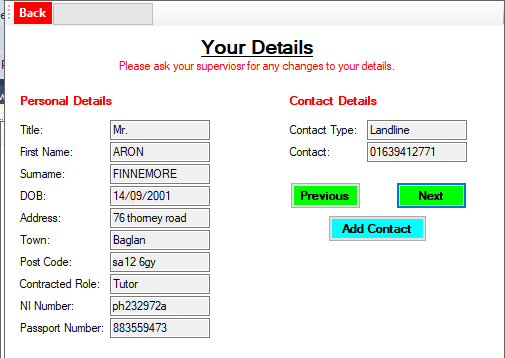 Back
Your Details
Please ask your superviosr for any changes to your details.
Personal Details
Title: Mr.
First Name: ARON
Surname: FINNEMORE
DOB: 14/09/2001
Address: 76 thorney road
Town: Baglan
Post Code: sa12 6gy
Contracted Role: Tutor
NI Number: ph232972a
Passport Number: 883559473
Contact Details
Contact Type: Landline
Contact: 01639412771
Previous Next
Add Contact